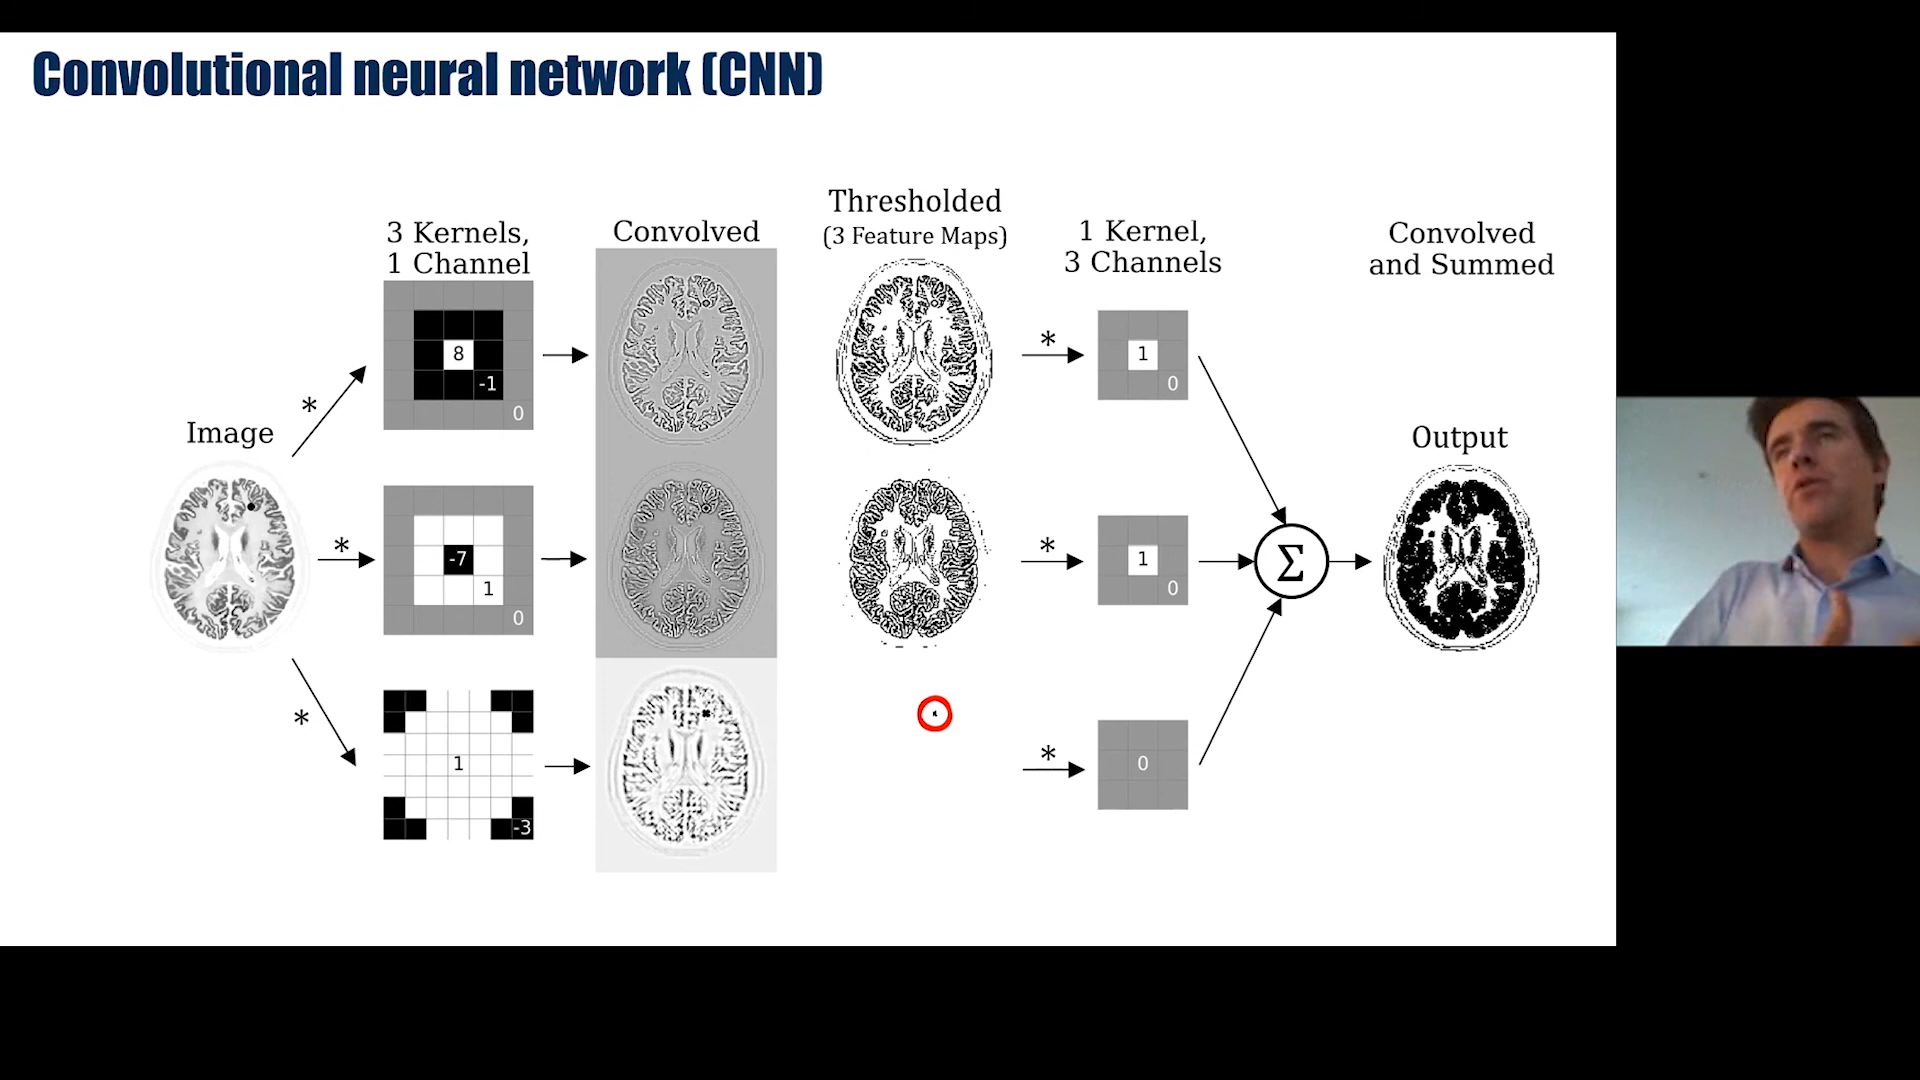 Convolutional neural network (CNN)
3 Kernels,
1 Channel
Convolved
Thresholded
(3 Feature Maps)
1 Kernel,
3 Channels
Convolved
and Summed
Image
Output
8
-1
0
*
1
0
*
-7
1
0
*
1
0
*
Σ
*
1
-3
*
0